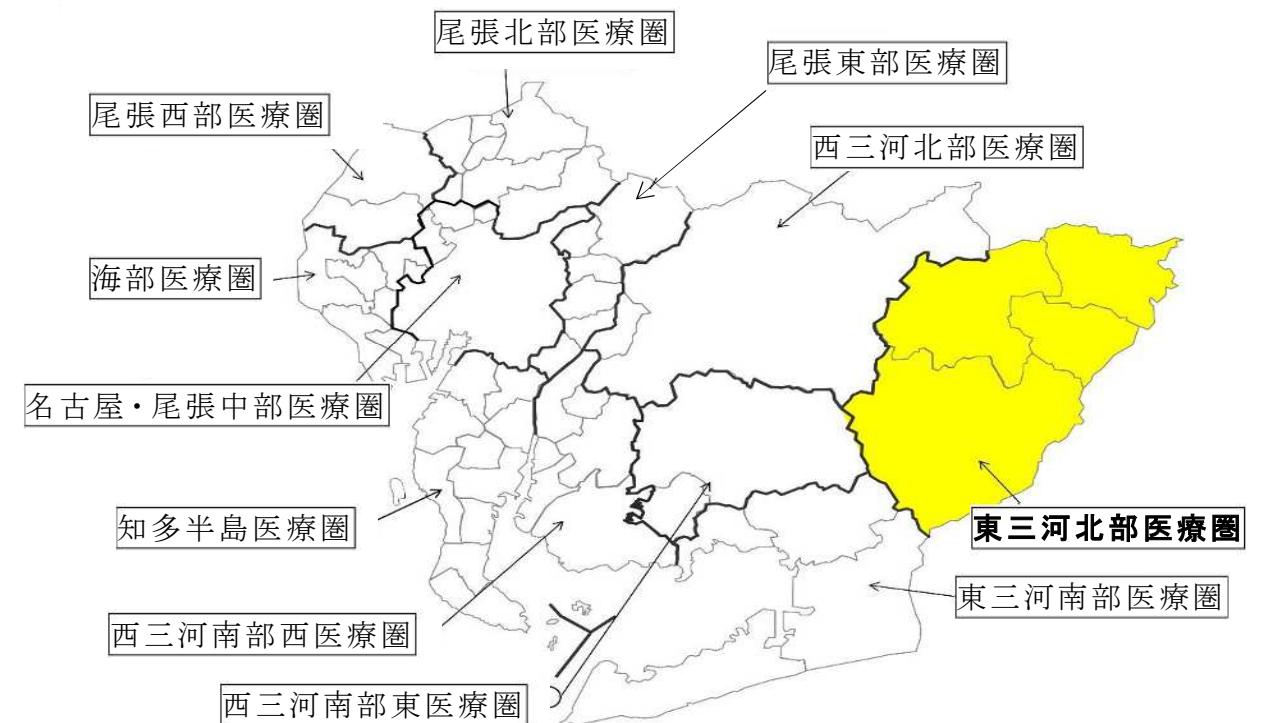 尾張北部医療圏
尾張東部医療圏
尾張西部医療圏
西三河北部医療圏
海部医療圏
名古屋・尾張中部医療圏
知多半島医療圏
東三河北部医療圏
東三河南部医療圏
西三河南部西医療圏
西三河南部東医療圏